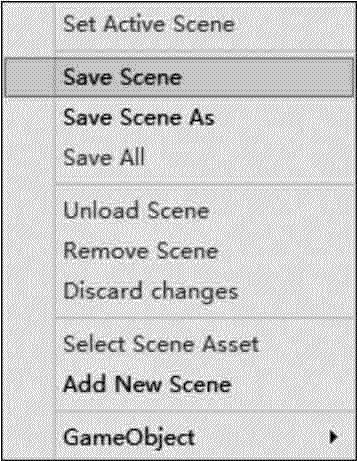 Set Active Scene
Save Scene
Save Scene As
Save All
Unload Scene
Remove Scene
Discard changes
Select Scene Asset
Add New Scene
GameObject